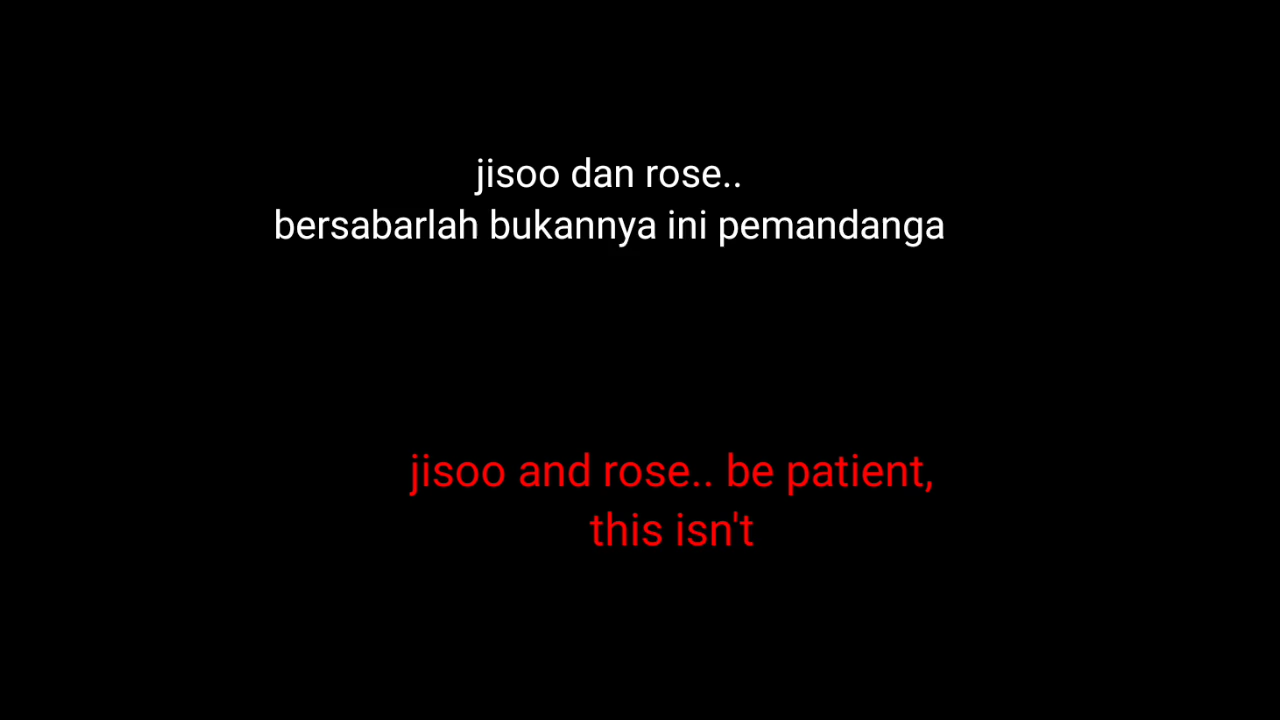 jisoo dan rose..
bersabarlah bukannya ini pemandanga
jisoo and rose.. be patient,
this isn't